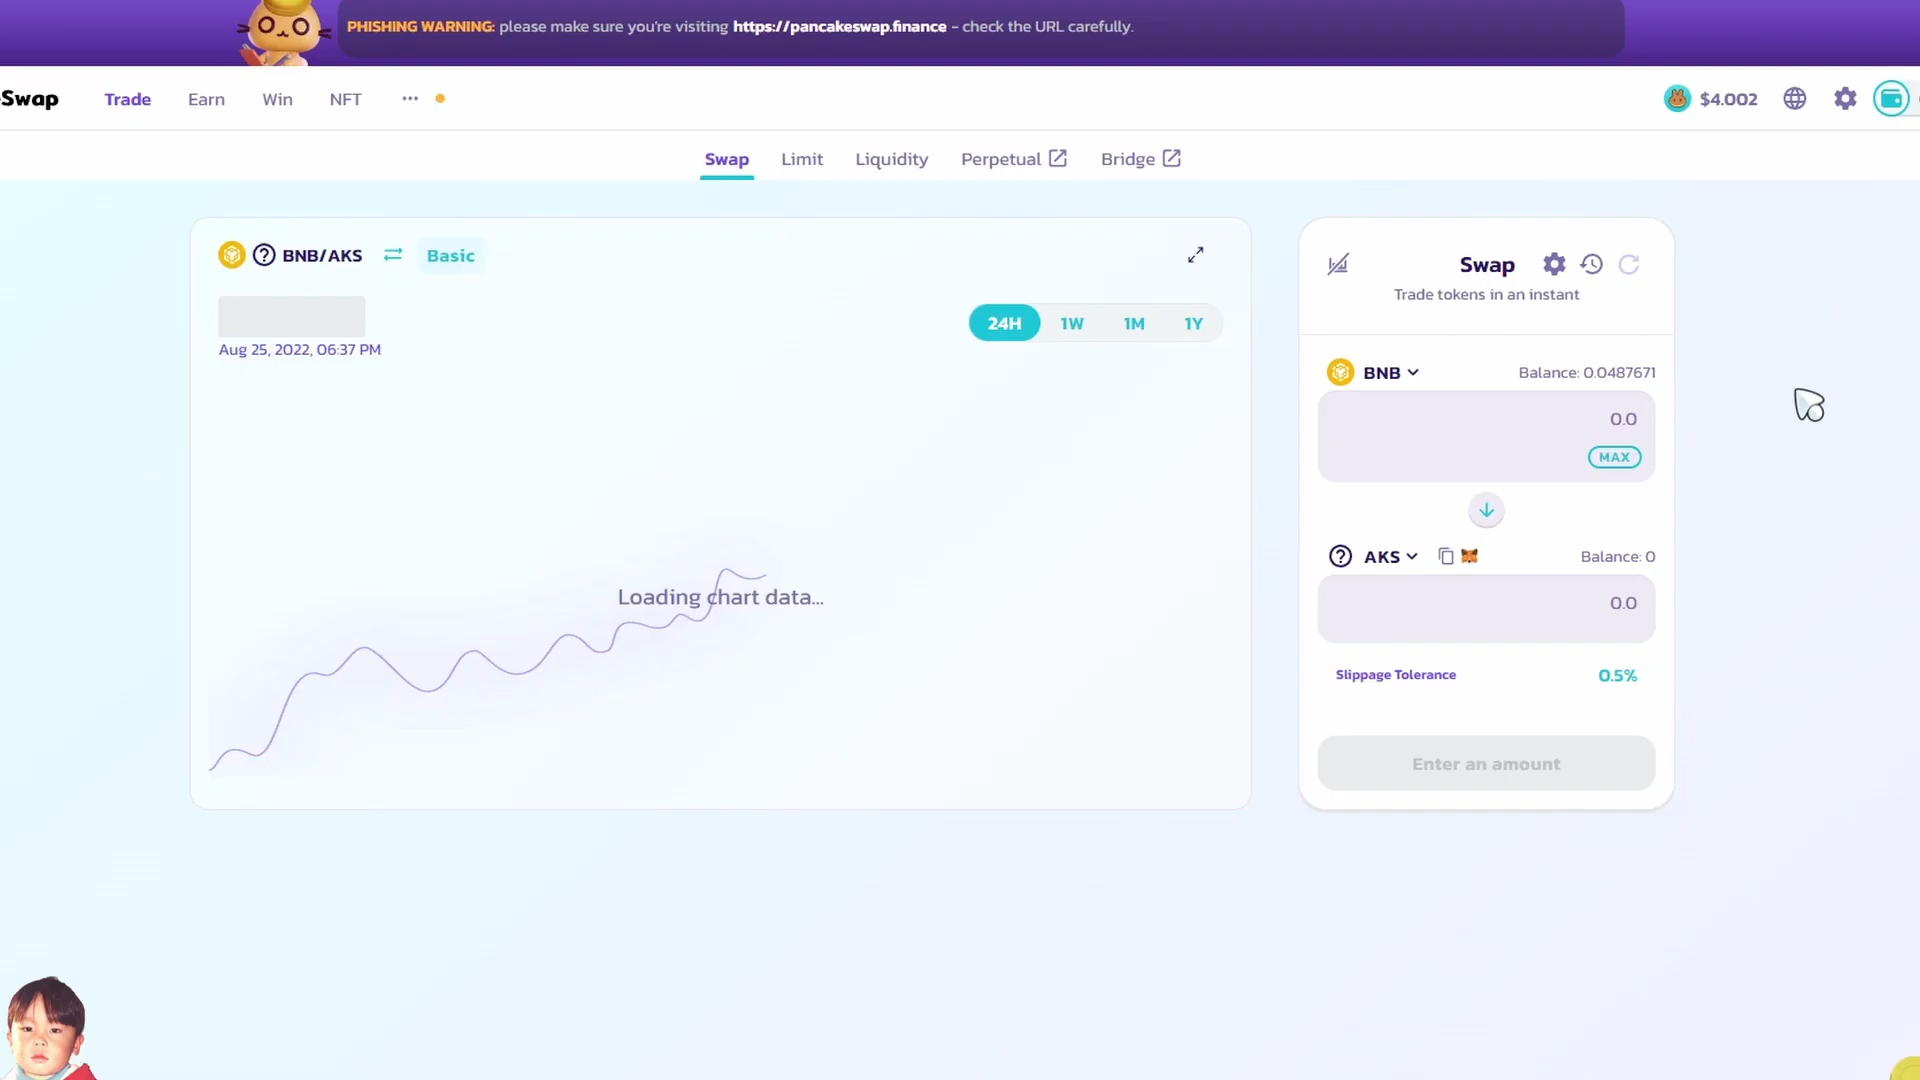 PHISHING WARNING: please make sure you're visiting https://pancakeswap.finance - check the URL carefully.
Swap Trade Earn Win NFT ··· $4.002
Swap Limit Liquidity Perpetual Bridge
BNB/AKS Basic
Aug 25, 2022, 06:37 PM
24H 1W 1M 1Y
Loading chart data...
Swap
Trade tokens in an instant
BNB Balance: 0.0487671
0.0
MAX
AKS Balance: 0
0.0
Slippage Tolerance 0.5%
Enter an amount